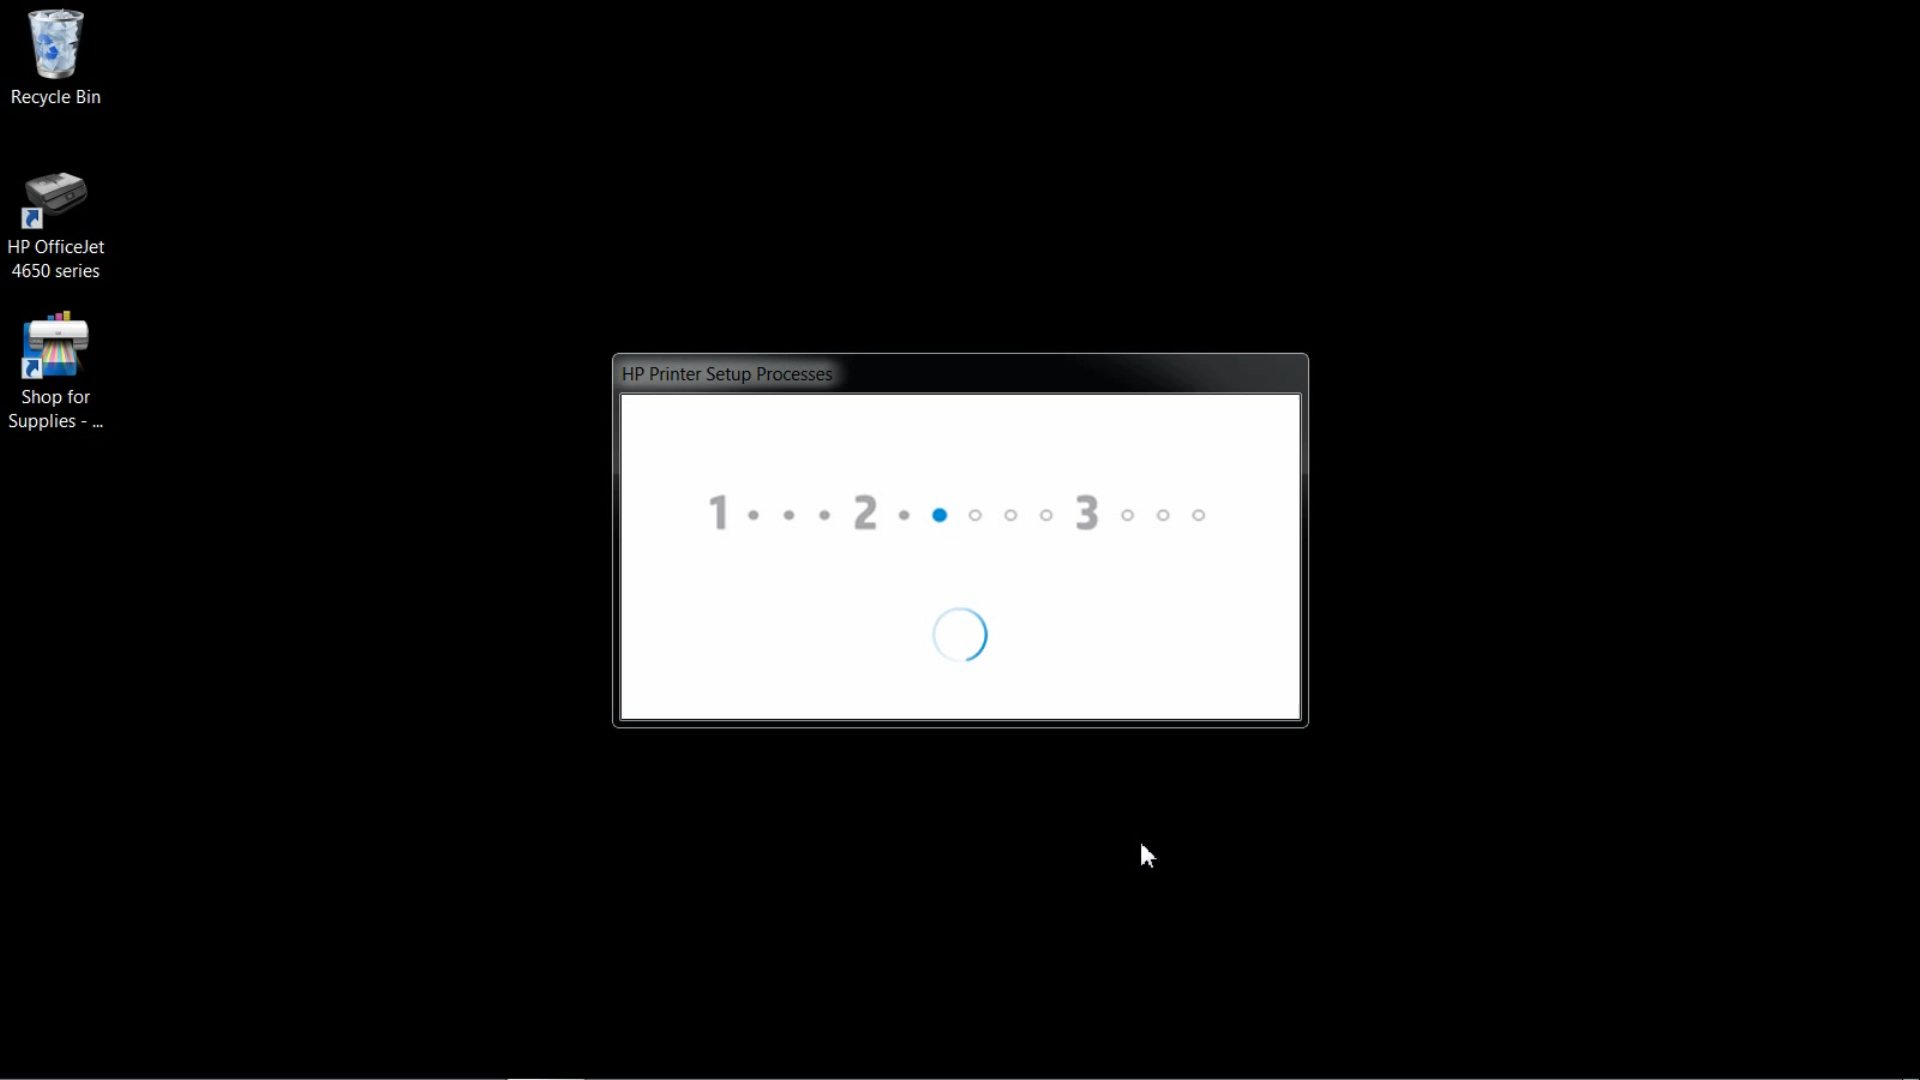 Recycle Bin
HP OfficeJet
4650 series
Shop for
Supplies - ...
HP Printer Setup Processes
1 2 3